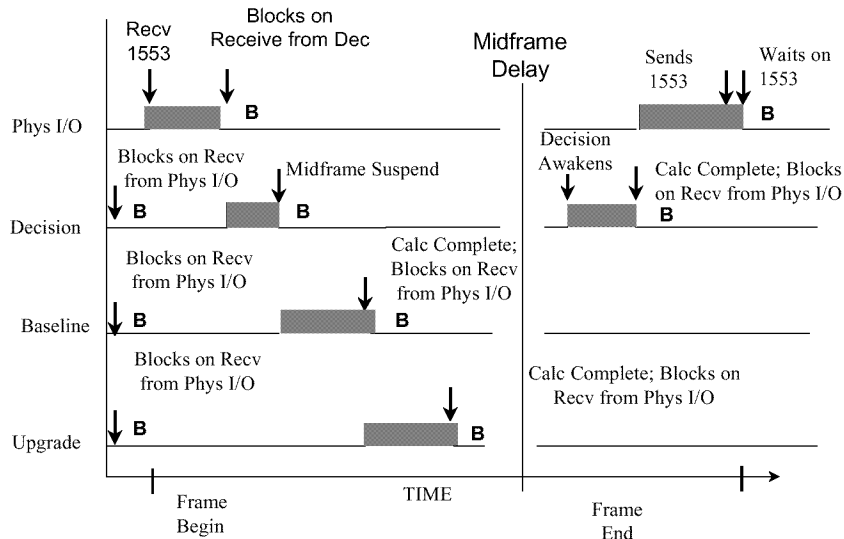 Recv
1553
Blocks on
Receive from Dec
Midframe
Delay
Sends
1553
Waits on
1553
B
B
Phys I/O
Blocks on Recv
from Phys I/O
Midframe Suspend
Decision
Awakens
Calc Complete; Blocks
on Recv from Phys I/O
B
B
B
Decision
Blocks on Recv
from Phys I/O
Calc Complete;
Blocks on Recv
from Phys I/O
B
B
Baseline
Blocks on Recv
from Phys I/O
Calc Complete; Blocks on
Recv from Phys I/O
B
B
Upgrade
Frame
Begin
TIME
Frame
End